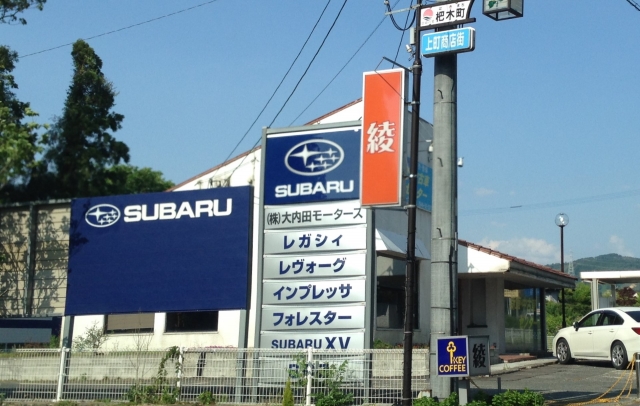 杷木町
上町商店街
綾
SUBARU
SUBARU
(株)大内田モータース
レガシィ
レヴォーグ
インプレッサ
フォレスター
SUBARU XV
KEY
COFFEE
綾